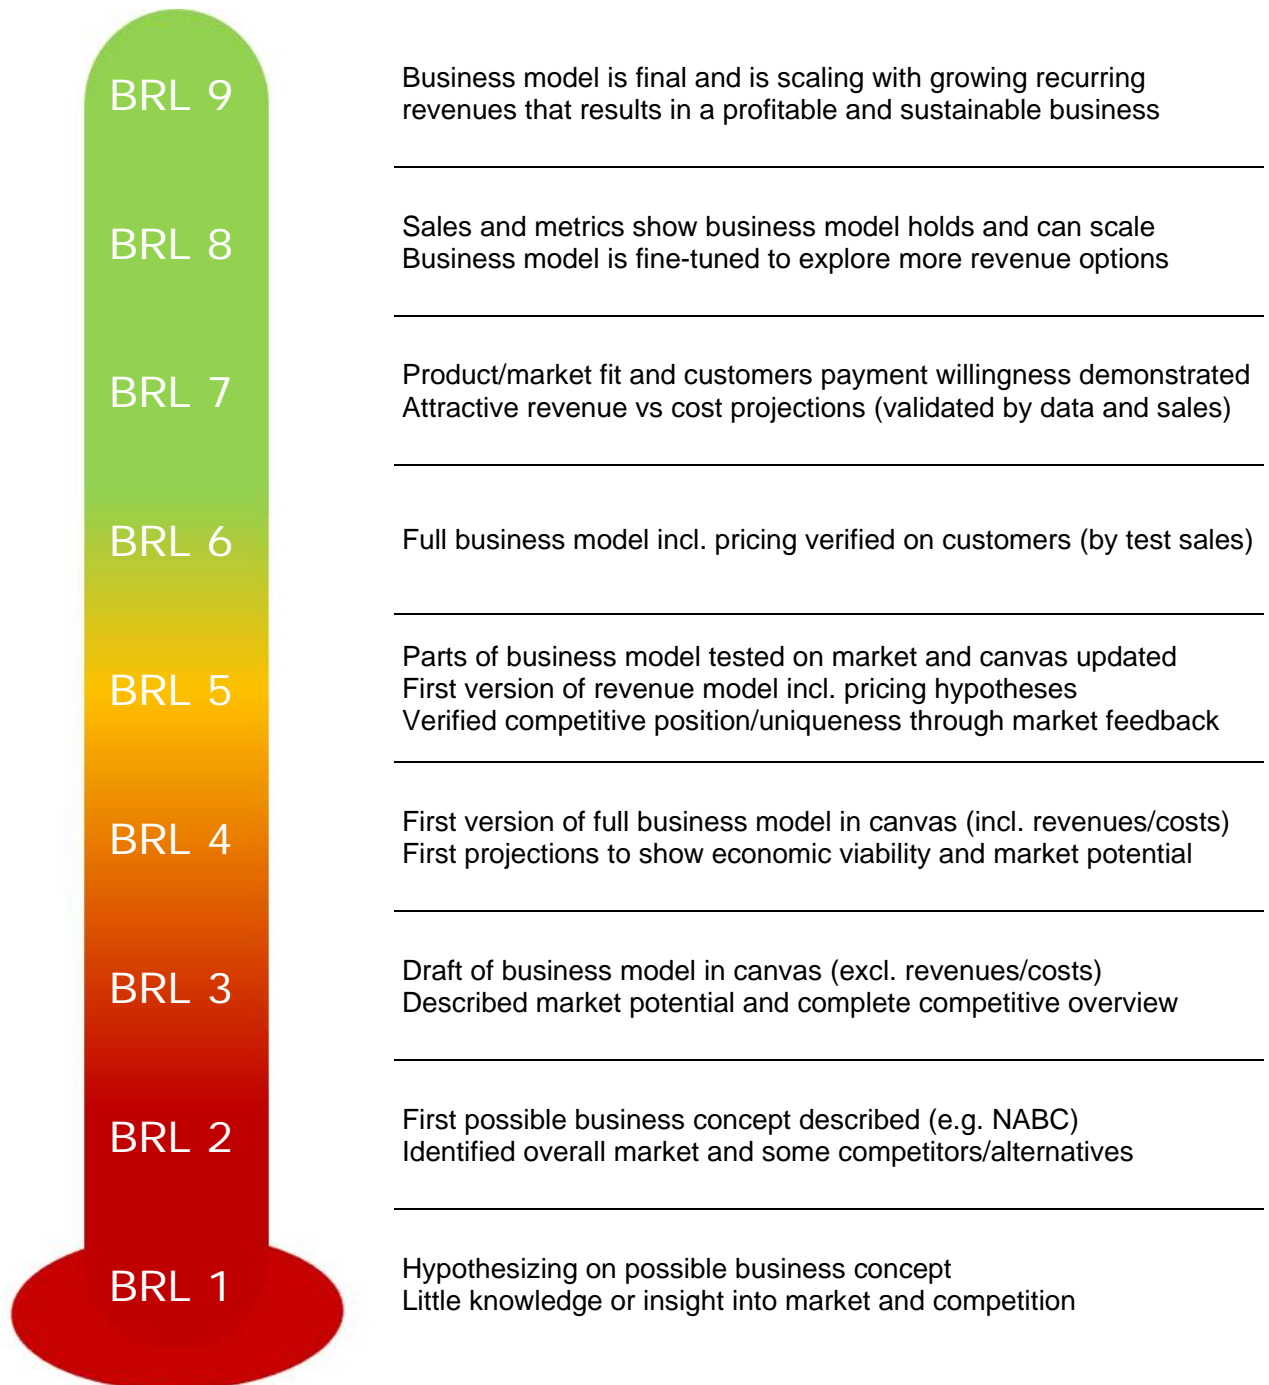 BRL 9
Business model is final and is scaling with growing recurring
revenues that results in a profitable and sustainable business
BRL 8
Sales and metrics show business model holds and can scale
Business model is fine-tuned to explore more revenue options
BRL 7
Product/market fit and customers payment willingness demonstrated
Attractive revenue vs cost projections (validated by data and sales)
BRL 6
Full business model incl. pricing verified on customers (by test sales)
BRL 5
Parts of business model tested on market and canvas updated
First version of revenue model incl. pricing hypotheses
Verified competitive position/uniqueness through market feedback
BRL 4
First version of full business model in canvas (incl. revenues/costs)
First projections to show economic viability and market potential
BRL 3
Draft of business model in canvas (excl. revenues/costs)
Described market potential and complete competitive overview
BRL 2
First possible business concept described (e.g. NABC)
Identified overall market and some competitors/alternatives
BRL 1
Hypothesizing on possible business concept
Little knowledge or insight into market and competition